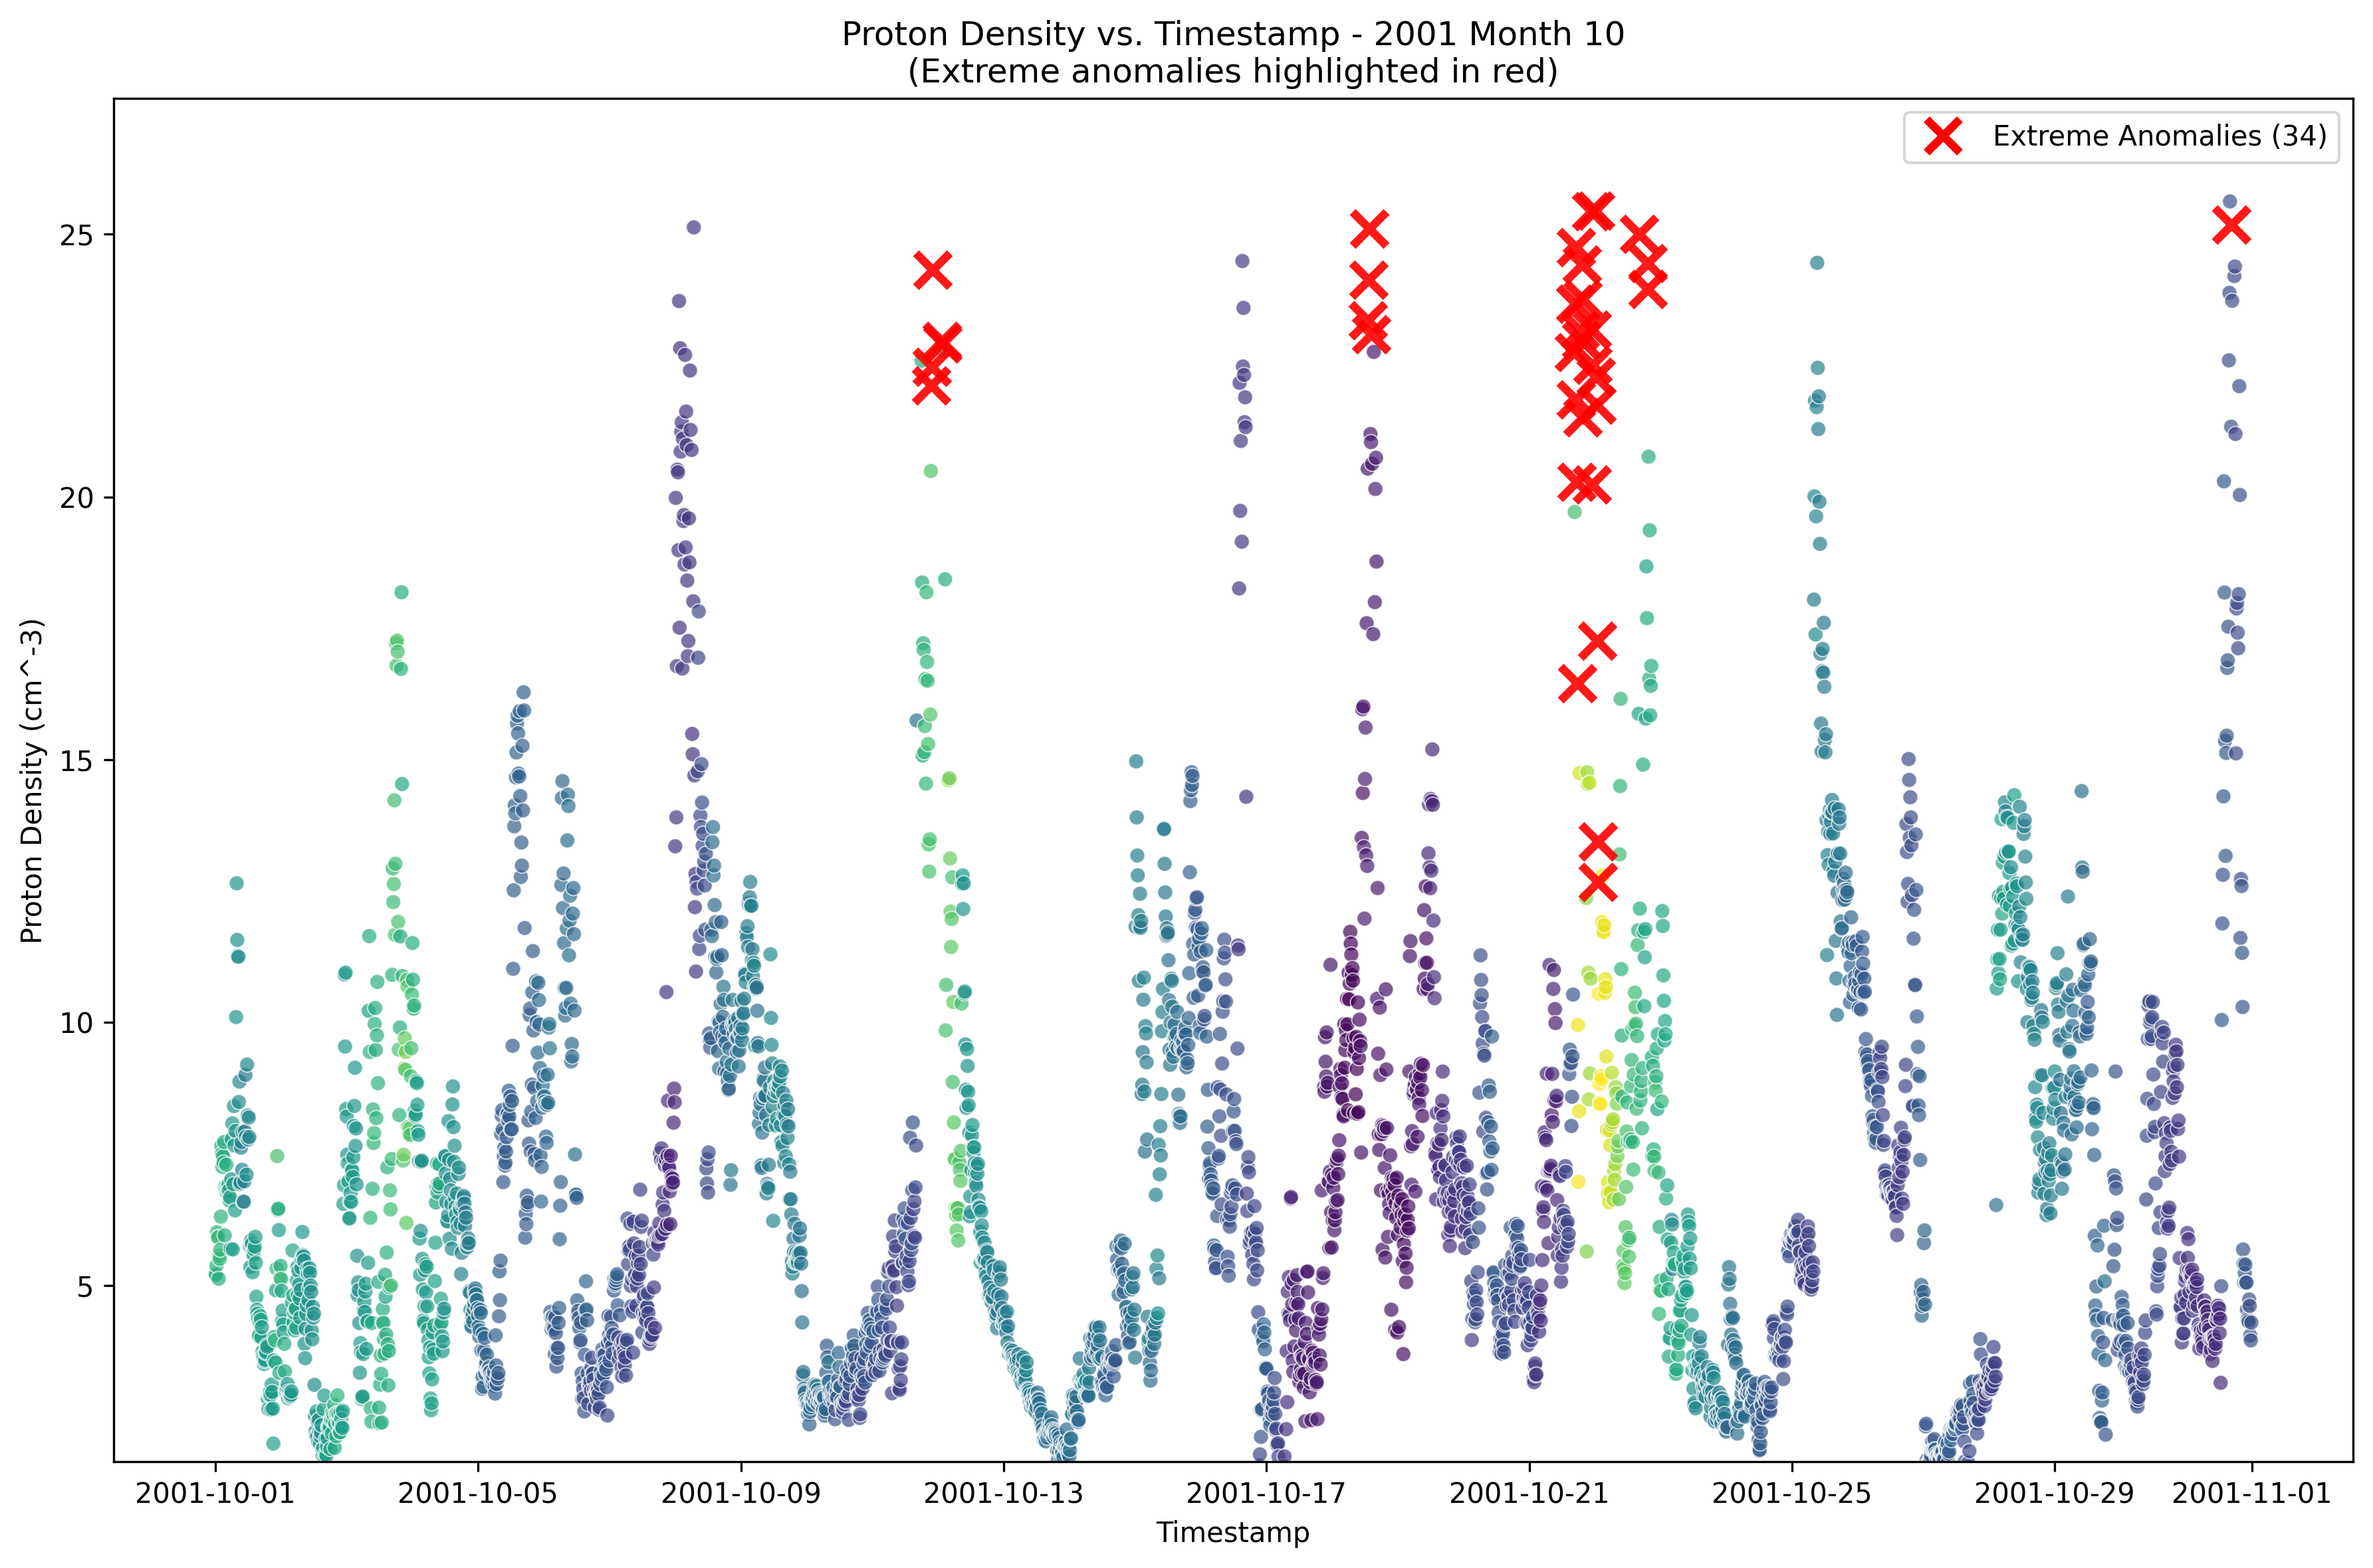 Proton Density vs. Timestamp - 2001 Month 10
(Extreme anomalies highlighted in red)
Extreme Anomalies (34)
Proton Density (cm^-3)
25
20
15
10
5
2001-10-01
2001-10-05
2001-10-09
2001-10-13
2001-10-17
2001-10-21
2001-10-25
2001-10-29
2001-11-01
Timestamp